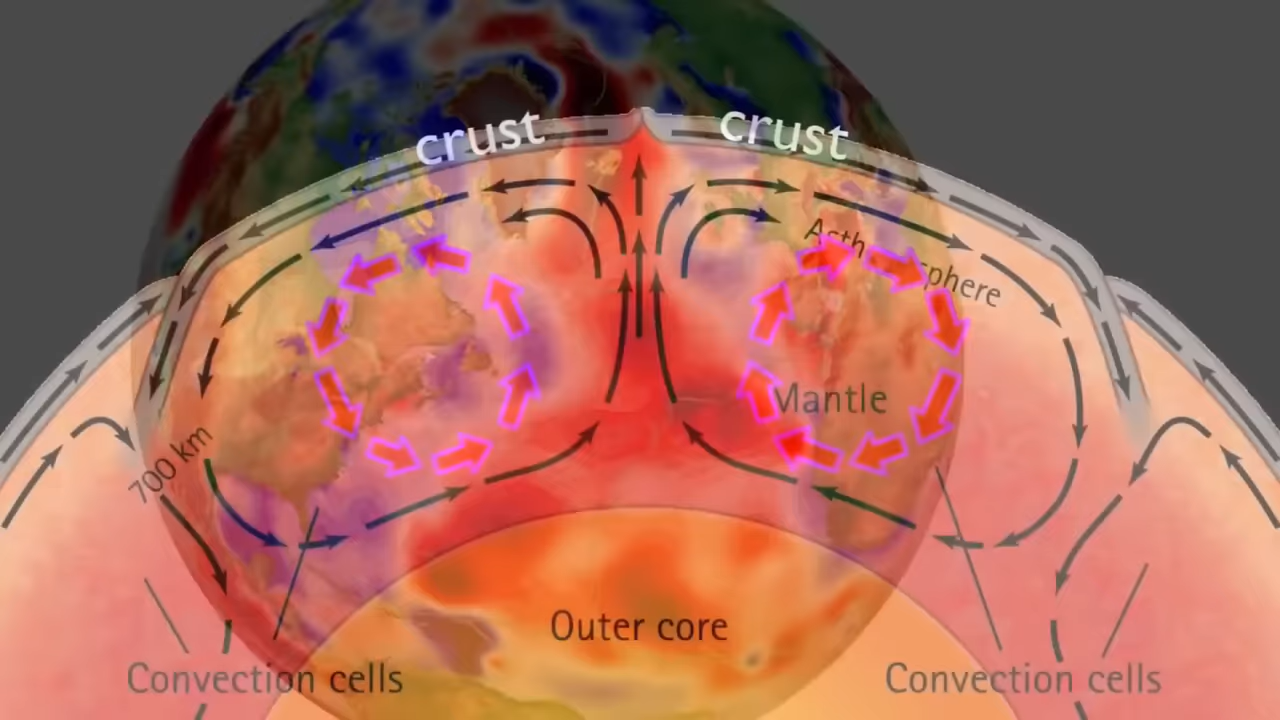 crust
crust
Asthenosphere
Mantle
700 km
Outer core
Convection cells
Convection cells